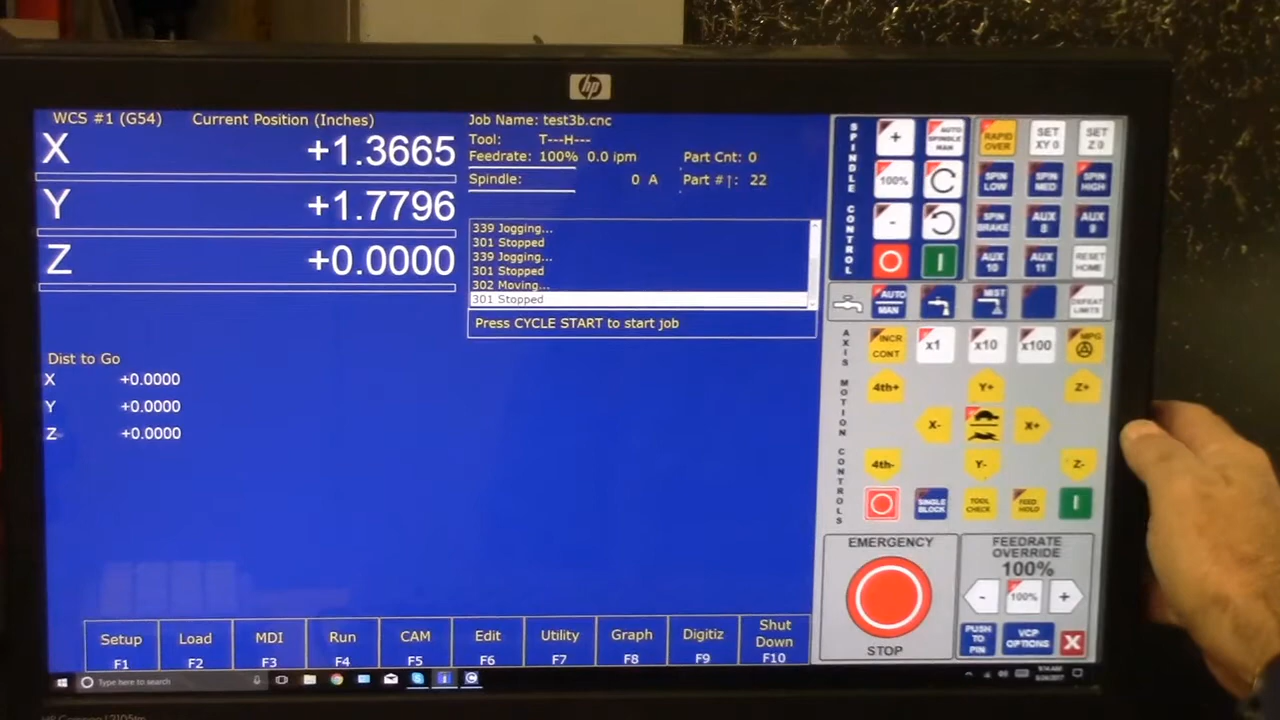 hp
WCS #1 (G54) Current Position (Inches)
X +1.3665
Y +1.7796
Z +0.0000
Job Name: test3b.cnc
Tool: T---H---
Feedrate: 100% 0.0 ipm Part Cnt: 0
Spindle: 0 A Part # : 22
339 Jogging...
301 Stopped
339 Jogging...
301 Stopped
302 Moving...
301 Stopped
Press CYCLE START to start job
Dist to Go
X +0.0000
Y +0.0000
Z +0.0000
Setup F1
Load F2
MDI F3
Run F4
CAM F5
Edit F6
Utility F7
Graph F8
Digitiz F9
Shut Down F10
Type here to search
SPINDLE CONTROL
+ AUTO SPINDLE MAN
100%
-
RAPID OVER
SET XY 0
SET Z 0
SPIN LOW
SPIN MED
SPIN HIGH
SPIN BRAKE
AUX 8
AUX 9
AUX 10
AUX 11
RESET HOME
AUTO MAN
MIST
DEFEAT LIMITS
AXIS MOTION CONTROLS
INCR CONT
x1
x10
x100
MPG
4th+
Y+
Z+
X-
X+
4th-
Y-
Z-
SINGLE BLOCK
TOOL CHECK
FEED HOLD
EMERGENCY
STOP
FEEDRATE
OVERRIDE
100%
- 100% +
PUSH TO PIN
VCP OPTIONS
X